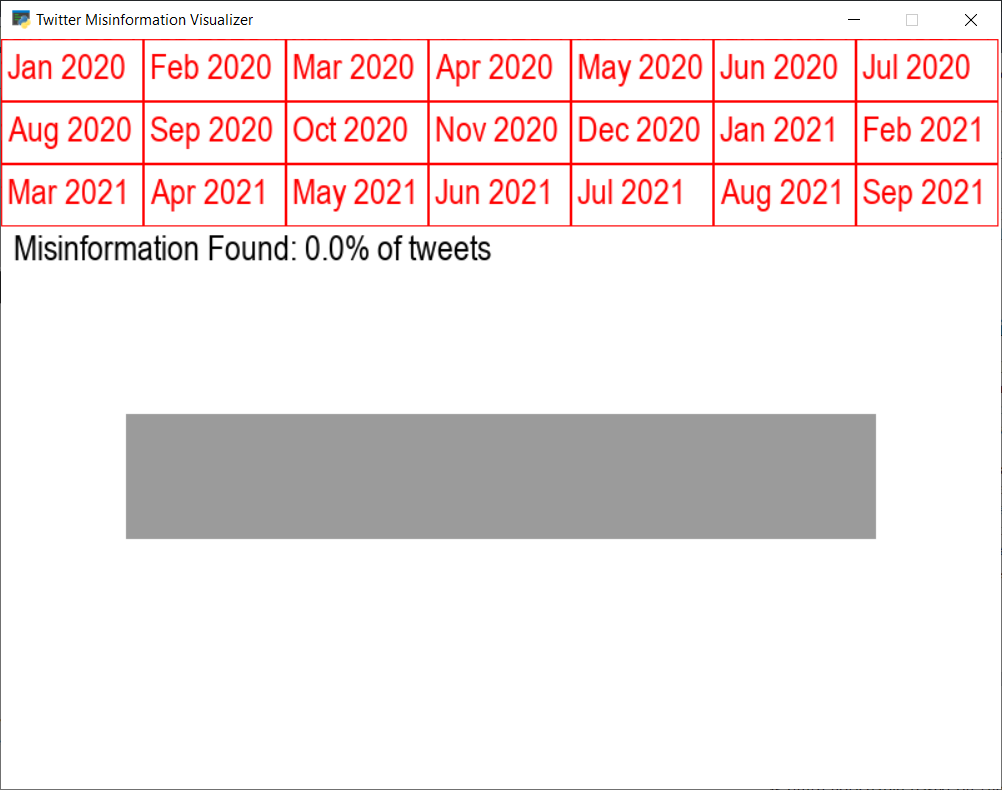 Twitter Misinformation Visualizer
Jan 2020 Feb 2020 Mar 2020 Apr 2020 May 2020 Jun 2020 Jul 2020
Aug 2020 Sep 2020 Oct 2020 Nov 2020 Dec 2020 Jan 2021 Feb 2021
Mar 2021 Apr 2021 May 2021 Jun 2021 Jul 2021 Aug 2021 Sep 2021
Misinformation Found: 0.0% of tweets